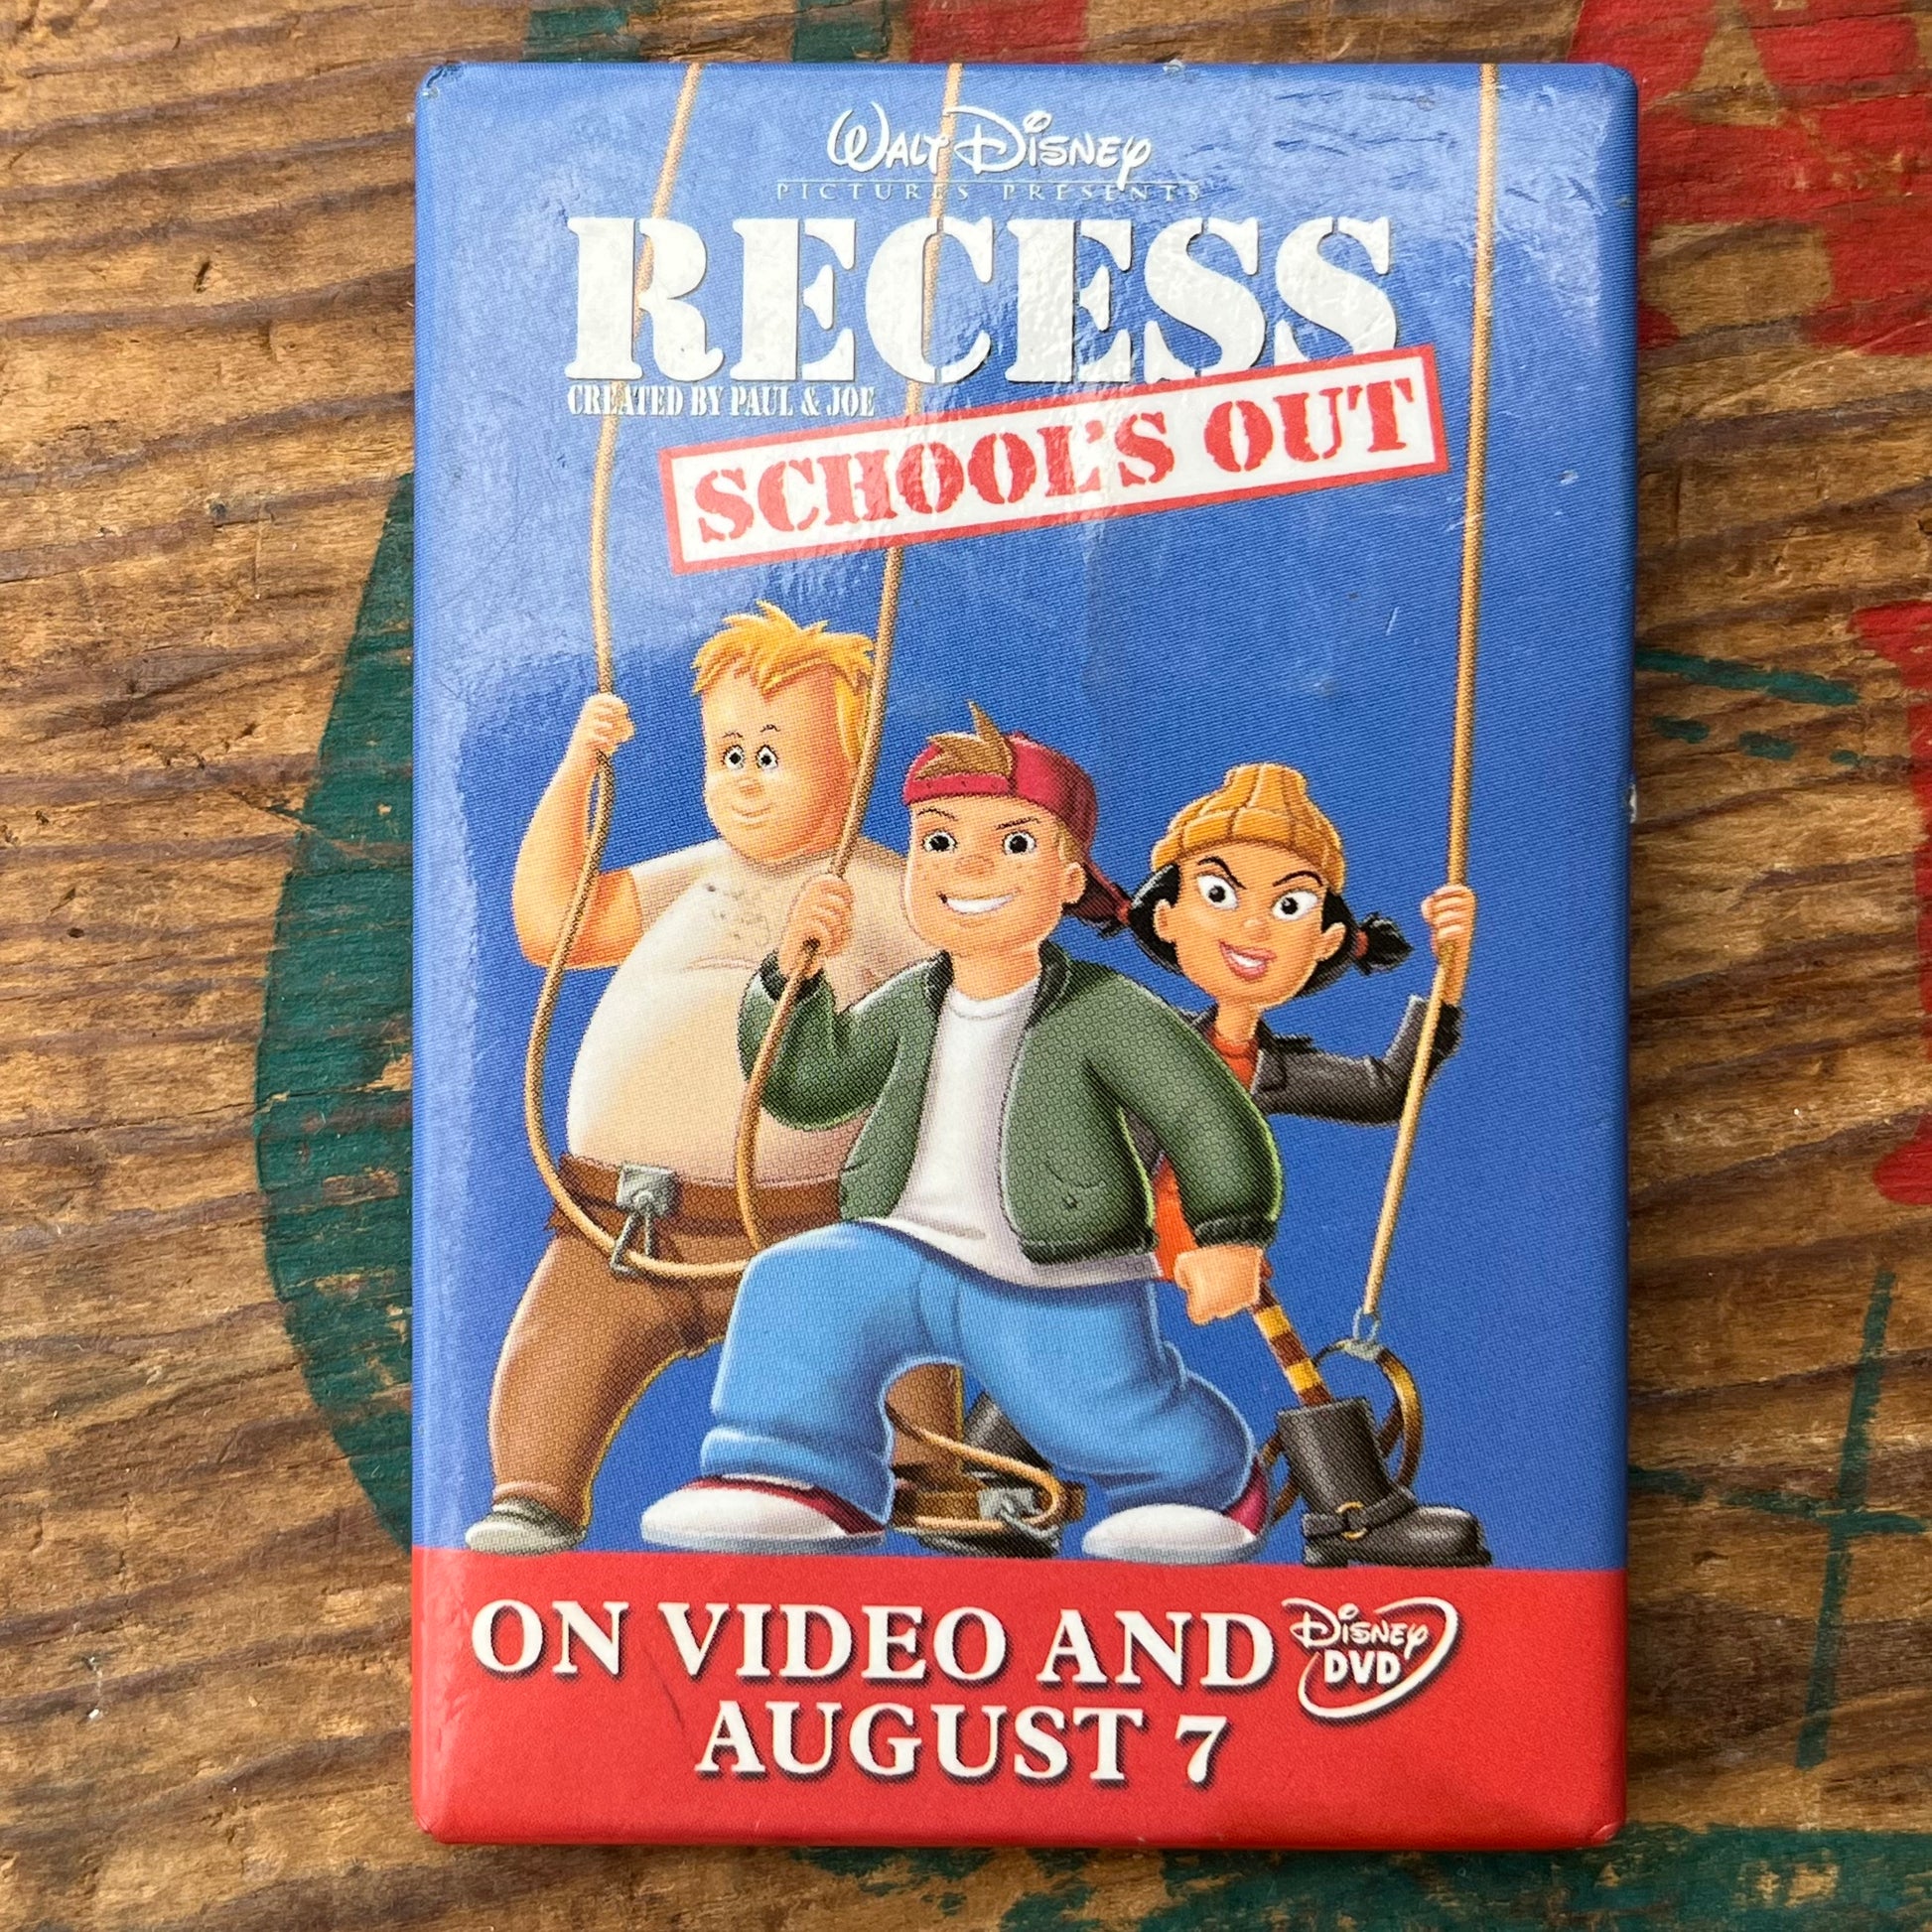 WALT DISNEY
PICTURES PRESENTS
RECESS
CREATED BY PAUL & JOE
SCHOOL'S OUT
ON VIDEO AND DISNEY DVD
AUGUST 7